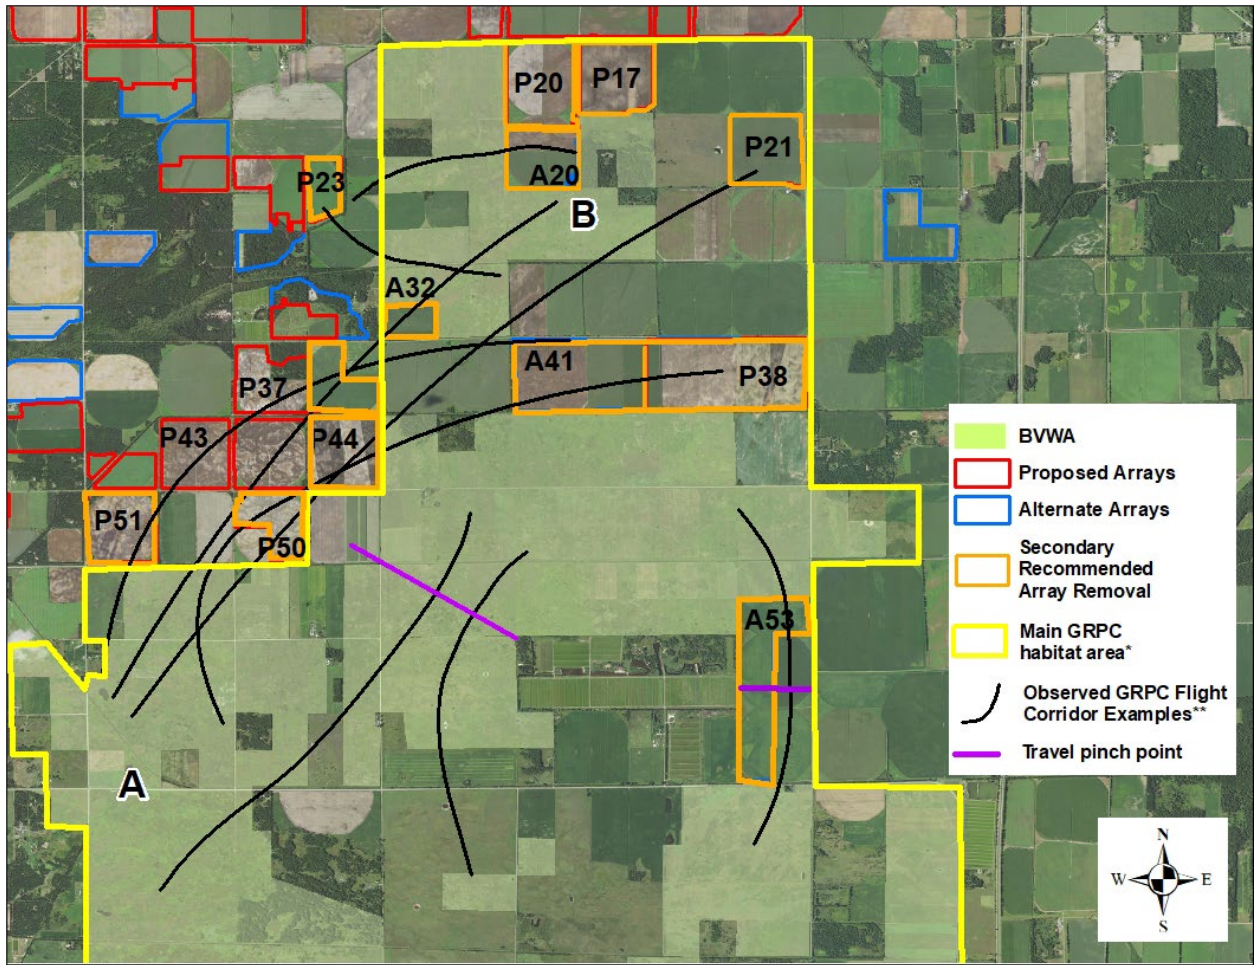 P20
P17
P21
P23
A20
B
A32
A41
P38
P37
P43
P44
P51
P50
A53
A
BVWA
Proposed Arrays
Alternate Arrays
Secondary
Recommended
Array Removal
Main GRPC
habitat area*
Observed GRPC Flight
Corridor Examples**
Travel pinch point
N
W
E
S